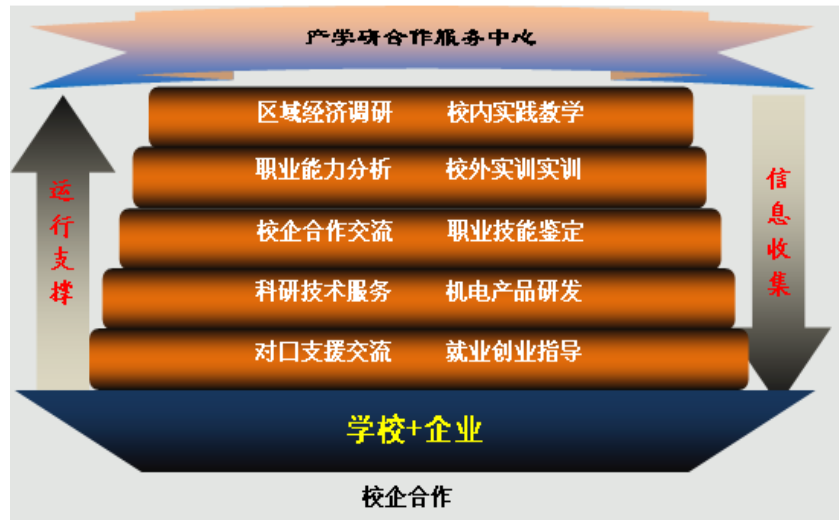 产学研合作服务中心
区域经济调研 校内实践教学
职业能力分析 校外实训实训
校企合作交流 职业技能鉴定
科研技术服务 机电产品研发
对口支援交流 就业创业指导
运行支撑
信息收集
学校+企业
校企合作